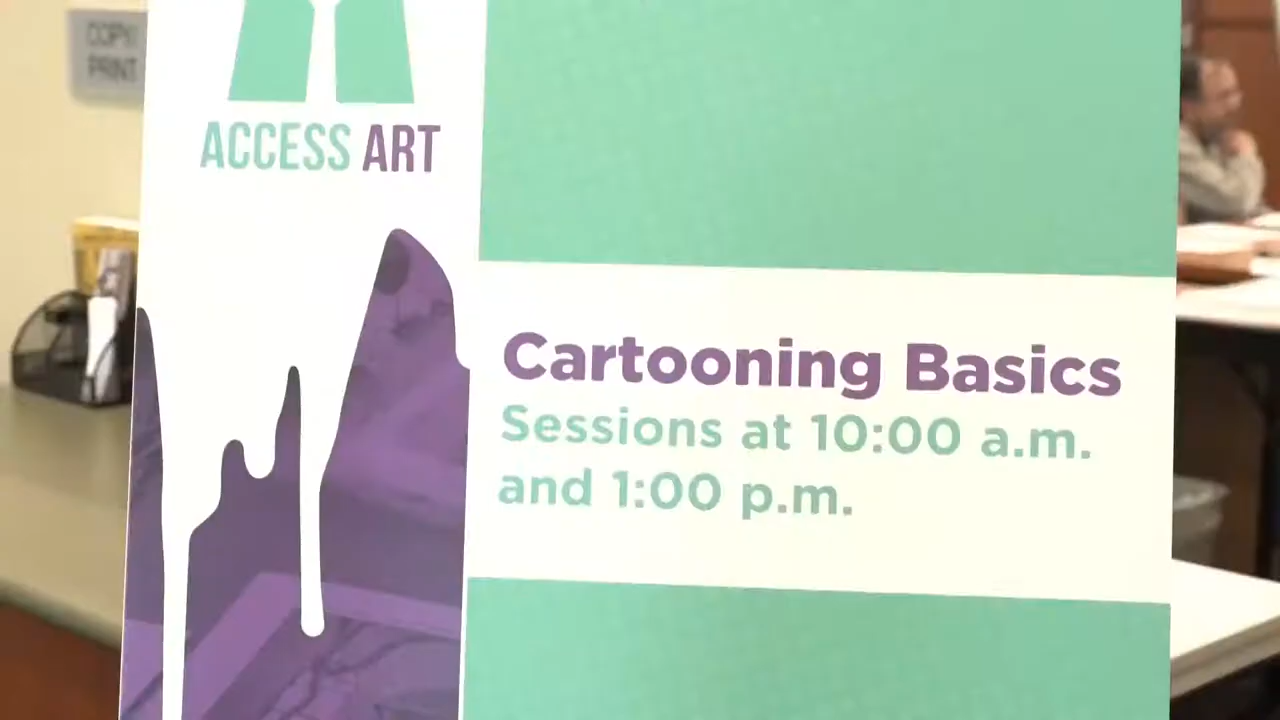 COPY/
PRINT
ACCESS ART
Cartooning Basics
Sessions at 10:00 a.m.
and 1:00 p.m.